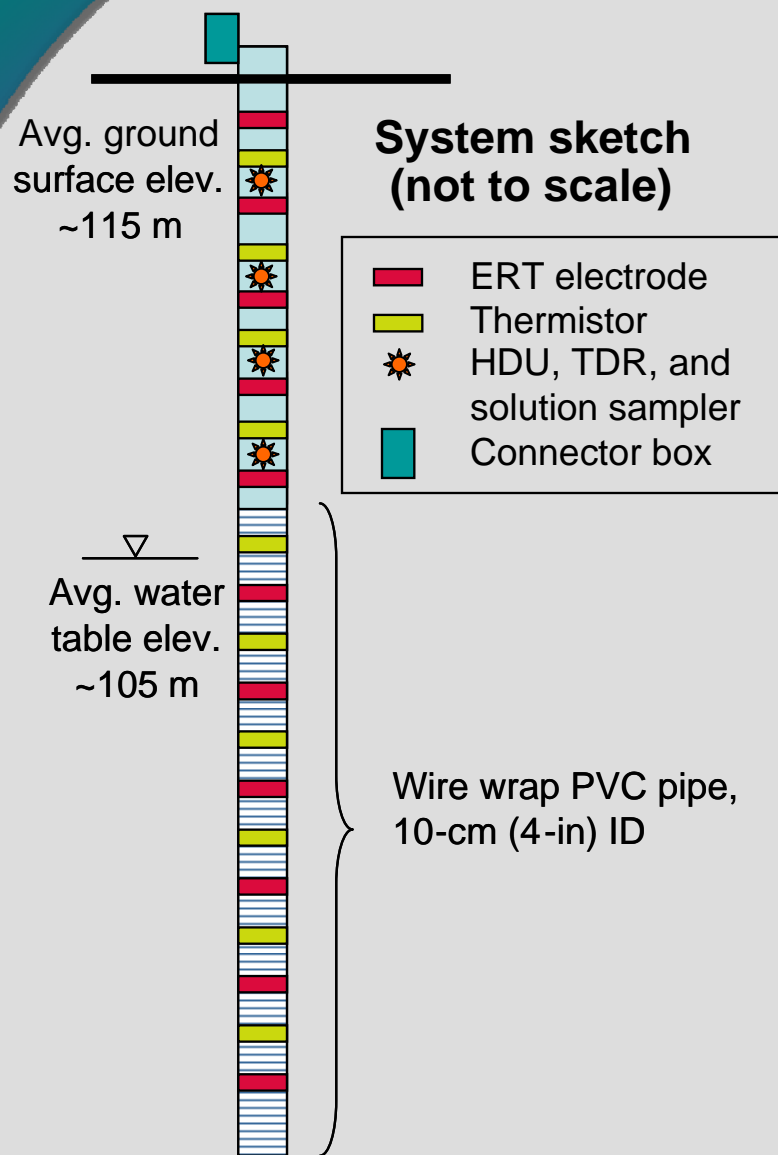 Avg. ground
surface elev.
~115 m
System sketch
(not to scale)
ERT electrode
Thermistor
HDU, TDR, and
solution sampler
Connector box
Avg. water
table elev.
~105 m
Wire wrap PVC pipe,
10-cm (4-in) ID